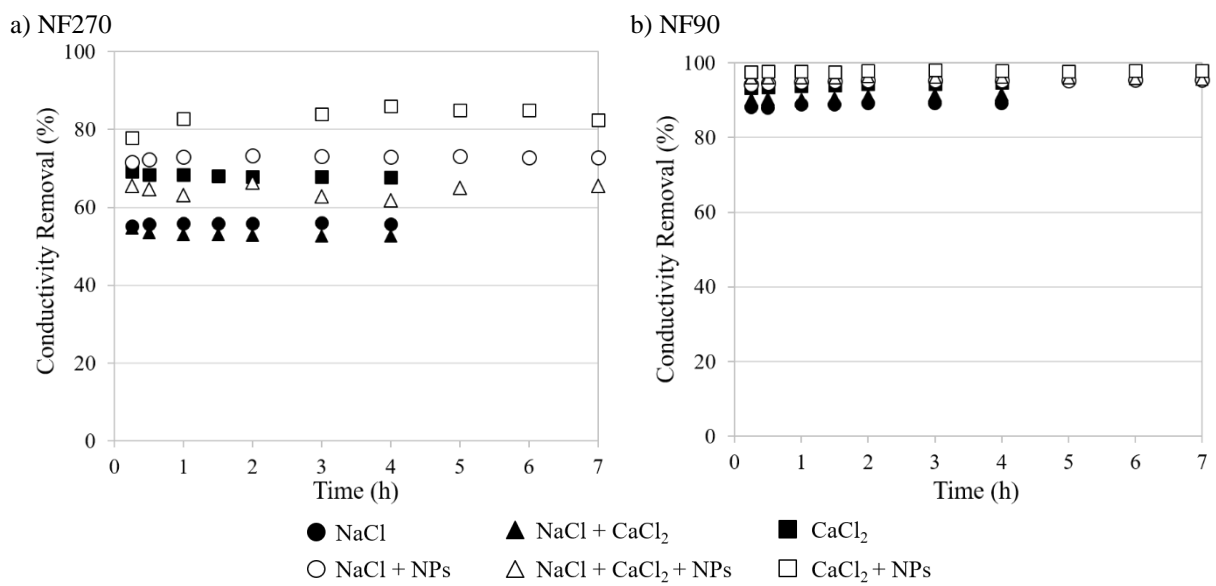 a) NF270
b) NF90
100
80
60
40
20
0
Conductivity Removal (%)
0 1 2 3 4 5 6 7
Time (h)
100
80
60
40
20
0
Conductivity Removal (%)
0 1 2 3 4 5 6 7
Time (h)
NaCl
NaCl + CaCl₂
CaCl₂
NaCl + NPs
NaCl + CaCl₂ + NPs
CaCl₂ + NPs